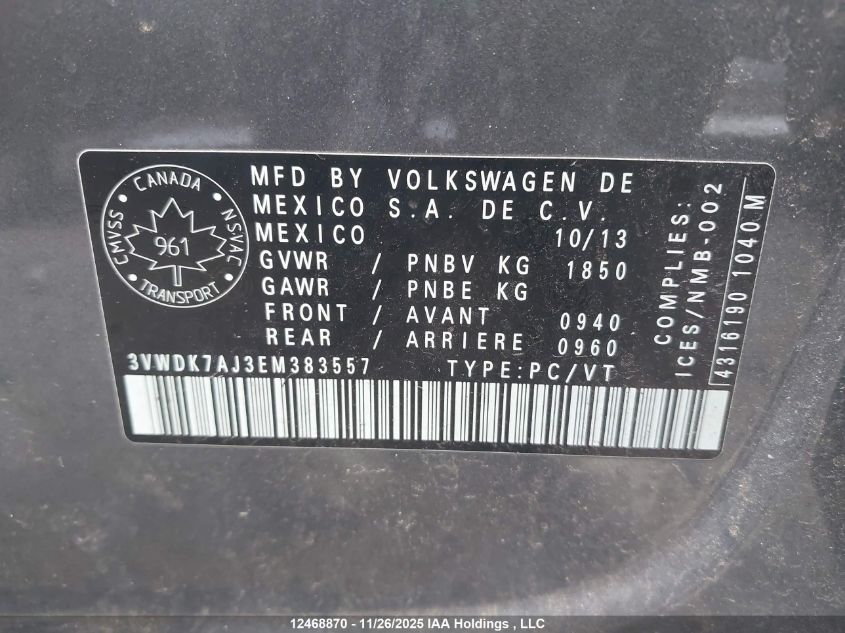 CANADA
CMVSS
NSVAC
961
TRANSPORT
MFD BY VOLKSWAGEN DE
MEXICO S.A. DE C.V.
MEXICO 10/13
GVWR / PNBV KG 1850
GAWR / PNBE KG
FRONT / AVANT 0940
REAR / ARRIERE 0960
3VWDK7AJ3EM383557 TYPE:PC/VT
COMPLIES:
ICES/NMB-002
4316190 1040 M
12468870 - 11/26/2025 IAA Holdings , LLC